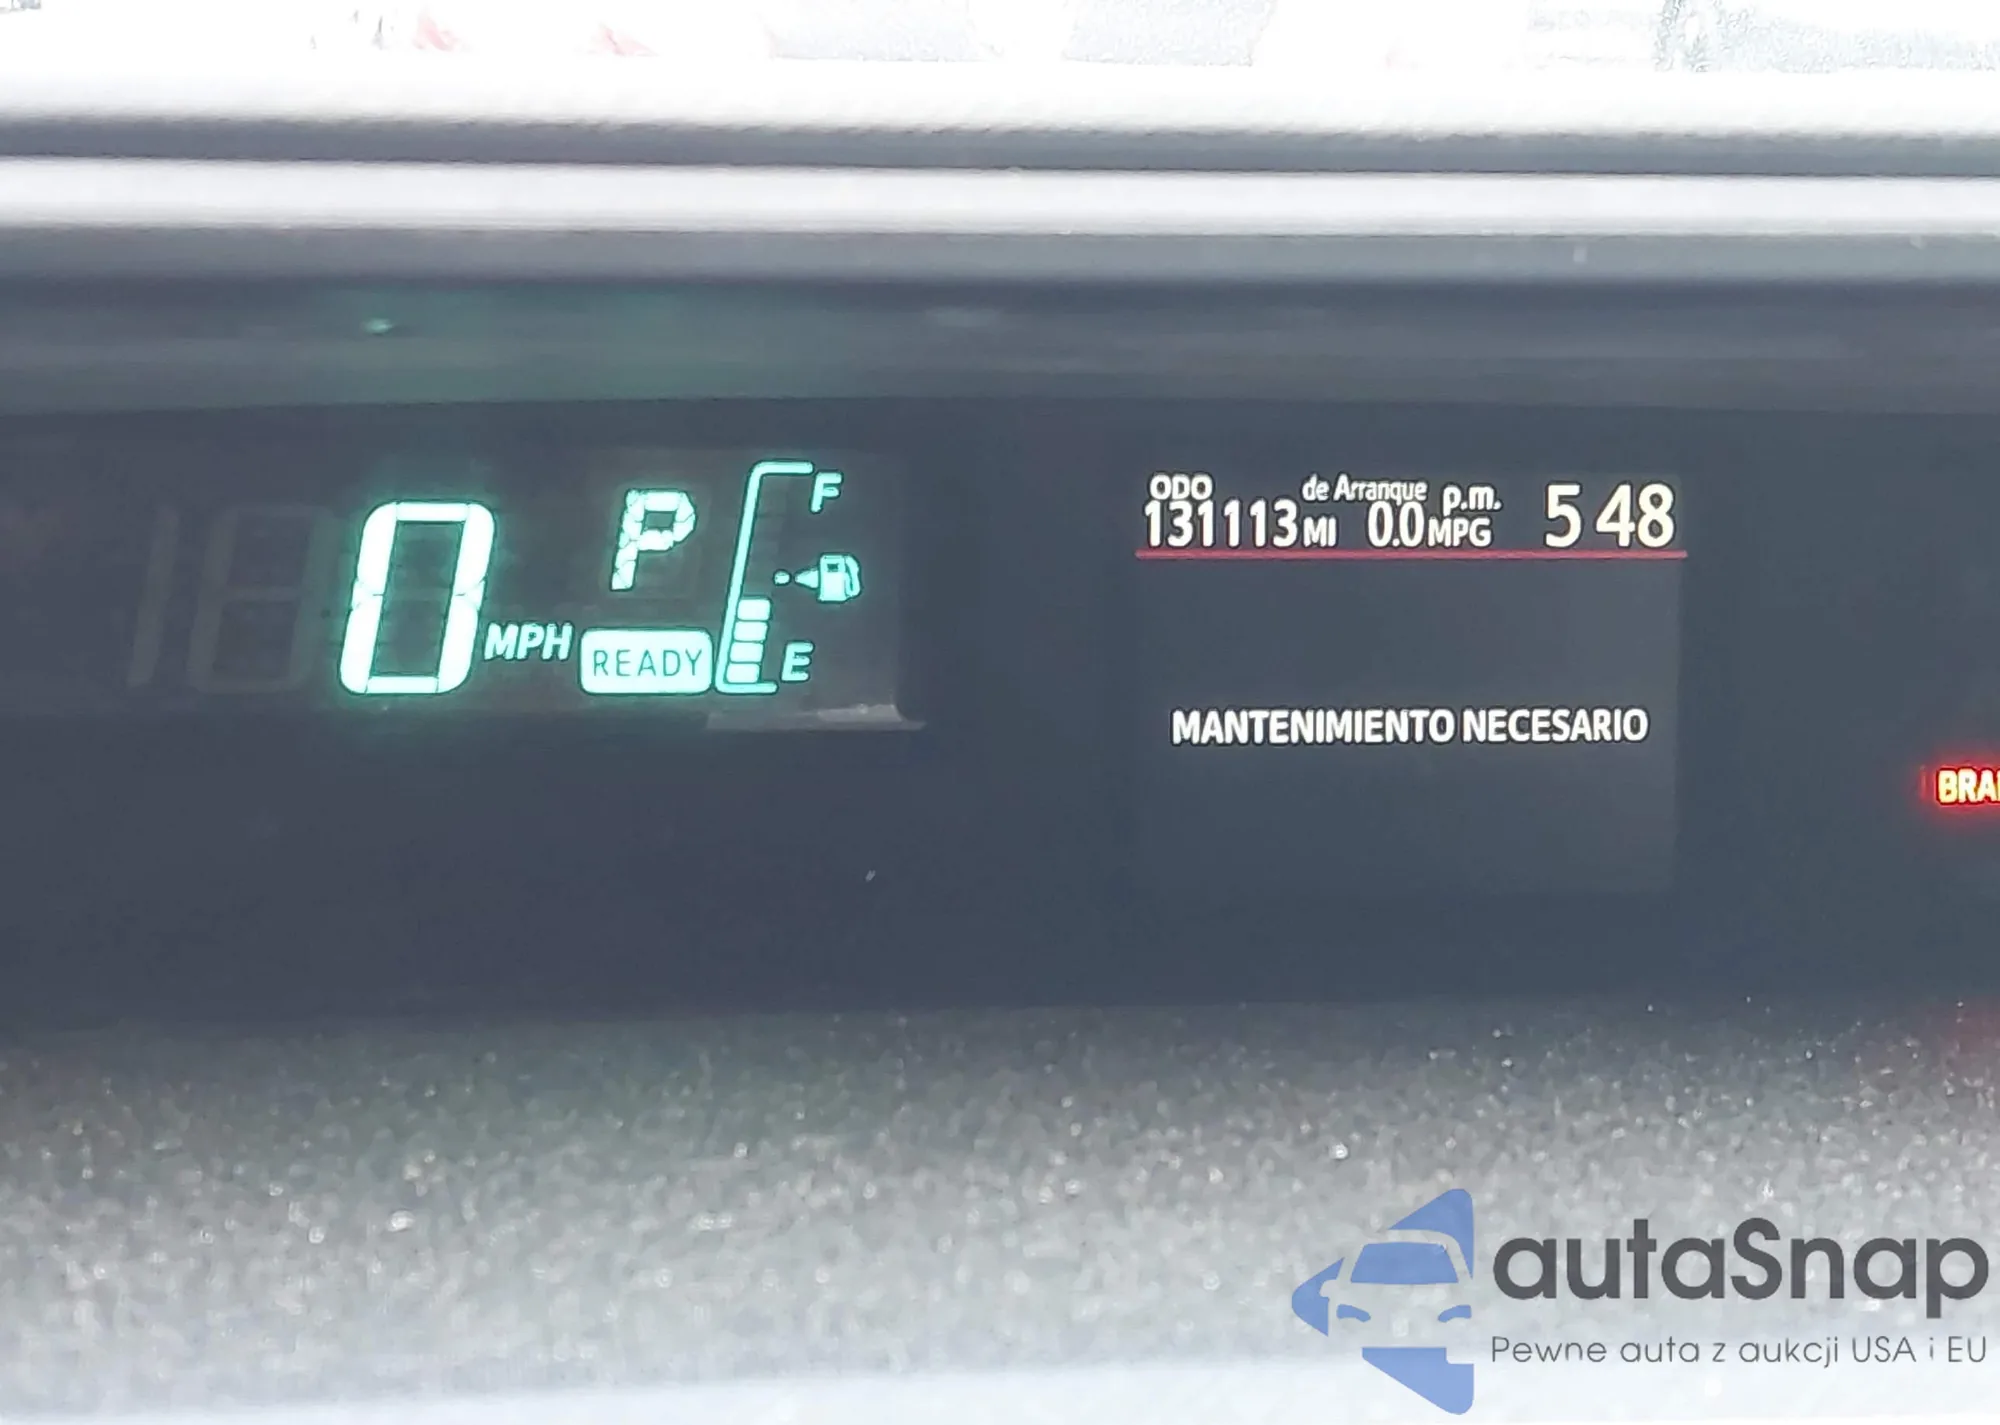 0 MPH
P
READY
F
E
ODO de Arranque p.m.
131113 MI 0.0 MPG 5 48
MANTENIMIENTO NECESARIO
autaSnap
Pewne auta z aukcji USA i EU